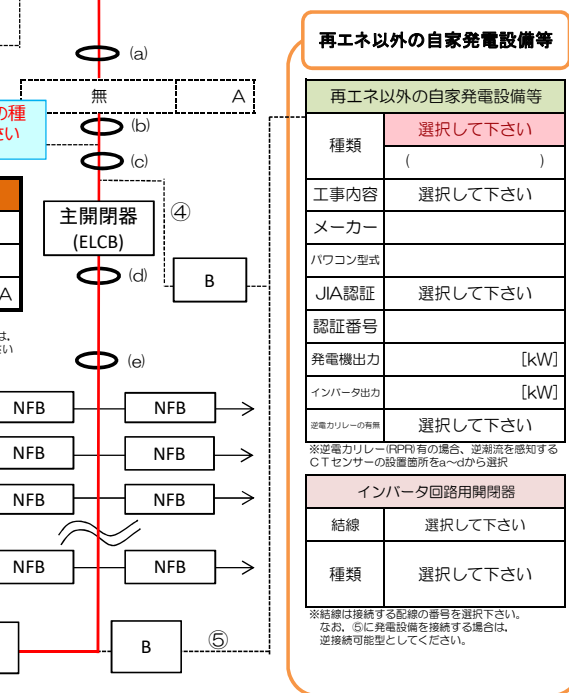 (a)
無
A
の種
さい
(b)
(c)
主開閉器
(ELCB)
④
B
(d)
A
は、
さい
(e)
NFB
NFB
NFB
NFB
NFB
NFB
NFB
NFB
B
⑤
再エネ以外の自家発電設備等
再エネ以外の自家発電設備等
種類
選択して下さい
( )
工事内容
選択して下さい
メーカー
パワコン型式
JIA認証
選択して下さい
認証番号
発電機出力
[kW]
インバータ出力
[kW]
逆電力リレーの有無
選択して下さい
※逆電力リレー(RPR)有の場合、逆潮流を感知する
CTセンサーの設置箇所をa~dから選択
インバータ回路用開閉器
結線
選択して下さい
種類
選択して下さい
※結線は接続する配線の番号を選択下さい。
なお、⑤に発電設備を接続する場合は、
逆接続可能型としてください。